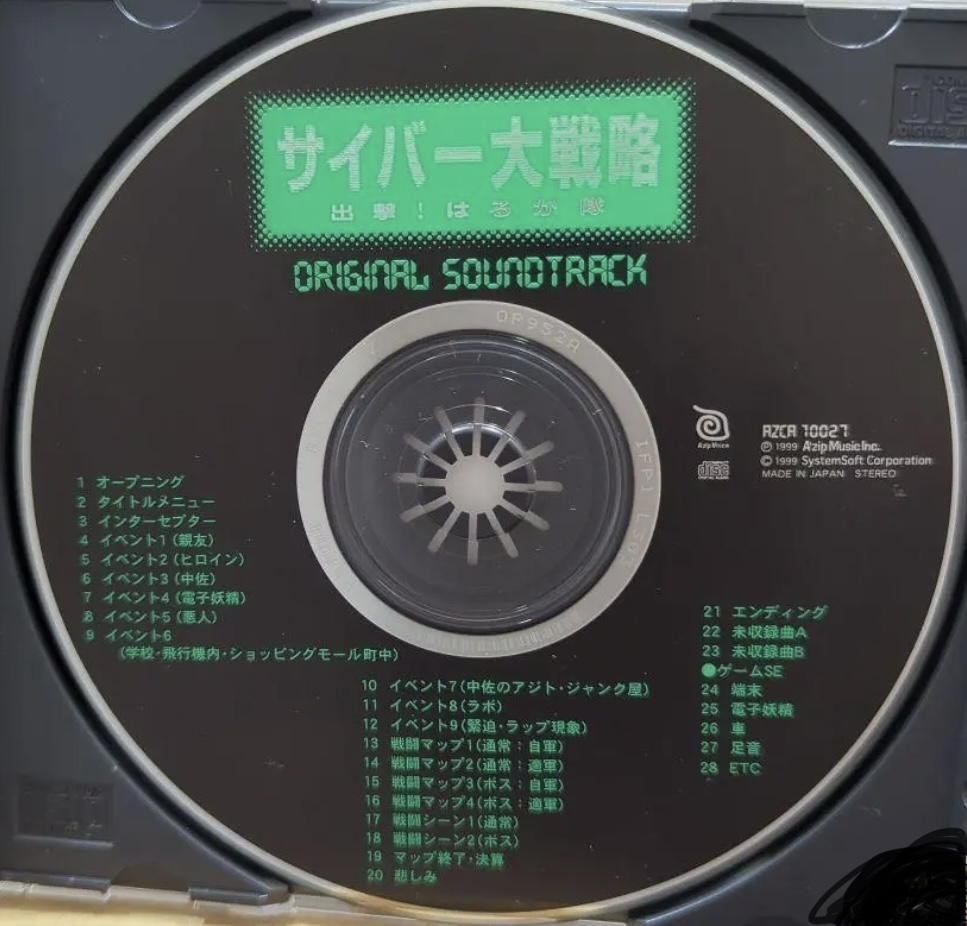 サイバー大戦略
出撃！はるか隊
ORIGINAL SOUNDTRACK
OP952A
IFPI L503
Azip Music
COMPACT
disc
DIGITAL AUDIO
AZCA 10027
℗ 1999 A'zip Music Inc.
© 1999 SystemSoft Corporation
MADE IN JAPAN STEREO
1 オープニング
2 タイトルメニュー
3 インターセプター
4 イベント1(親友)
5 イベント2(ヒロイン)
6 イベント3(中佐)
7 イベント4(電子妖精)
8 イベント5(悪人)
9 イベント6
(学校・飛行機内・ショッピングモール町中)
10 イベント7(中佐のアジト・ジャンク屋)
11 イベント8(ラボ)
12 イベント9(緊迫・ラップ現象)
13 戦闘マップ1(通常：自軍)
14 戦闘マップ2(通常：適軍)
15 戦闘マップ3(ボス：自軍)
16 戦闘マップ4(ボス：適軍)
17 戦闘シーン1(通常)
18 戦闘シーン2(ボス)
19 マップ終了・法算
20 悲しみ
21 エンディング
22 未収録曲A
23 未収録曲B
●ゲームSE
24 端末
25 電子妖精
26 車
27 足音
28 ETC